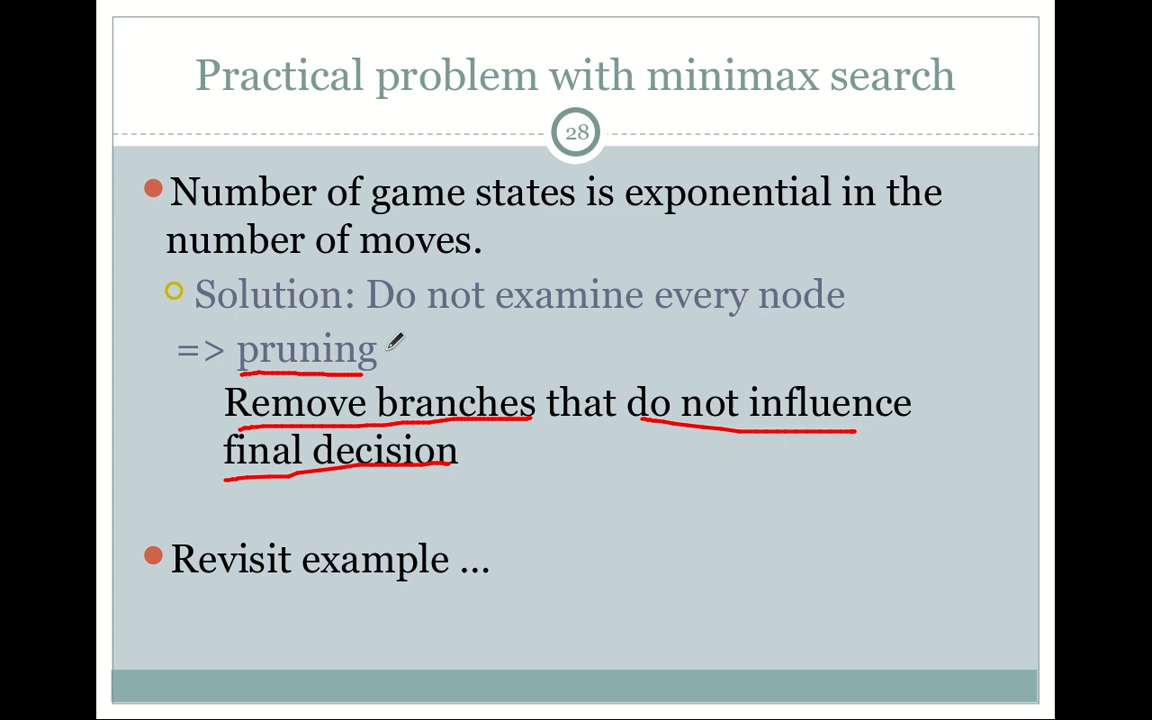 Practical problem with minimax search
28
Number of game states is exponential in the
number of moves.
Solution: Do not examine every node
=> pruning
Remove branches that do not influence
final decision
Revisit example ...